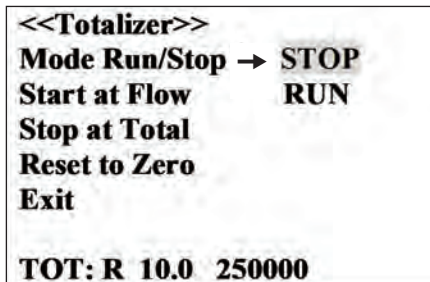 <<Totalizer>>
Mode Run/Stop → STOP
Start at Flow RUN
Stop at Total
Reset to Zero
Exit
TOT: R 10.0 250000